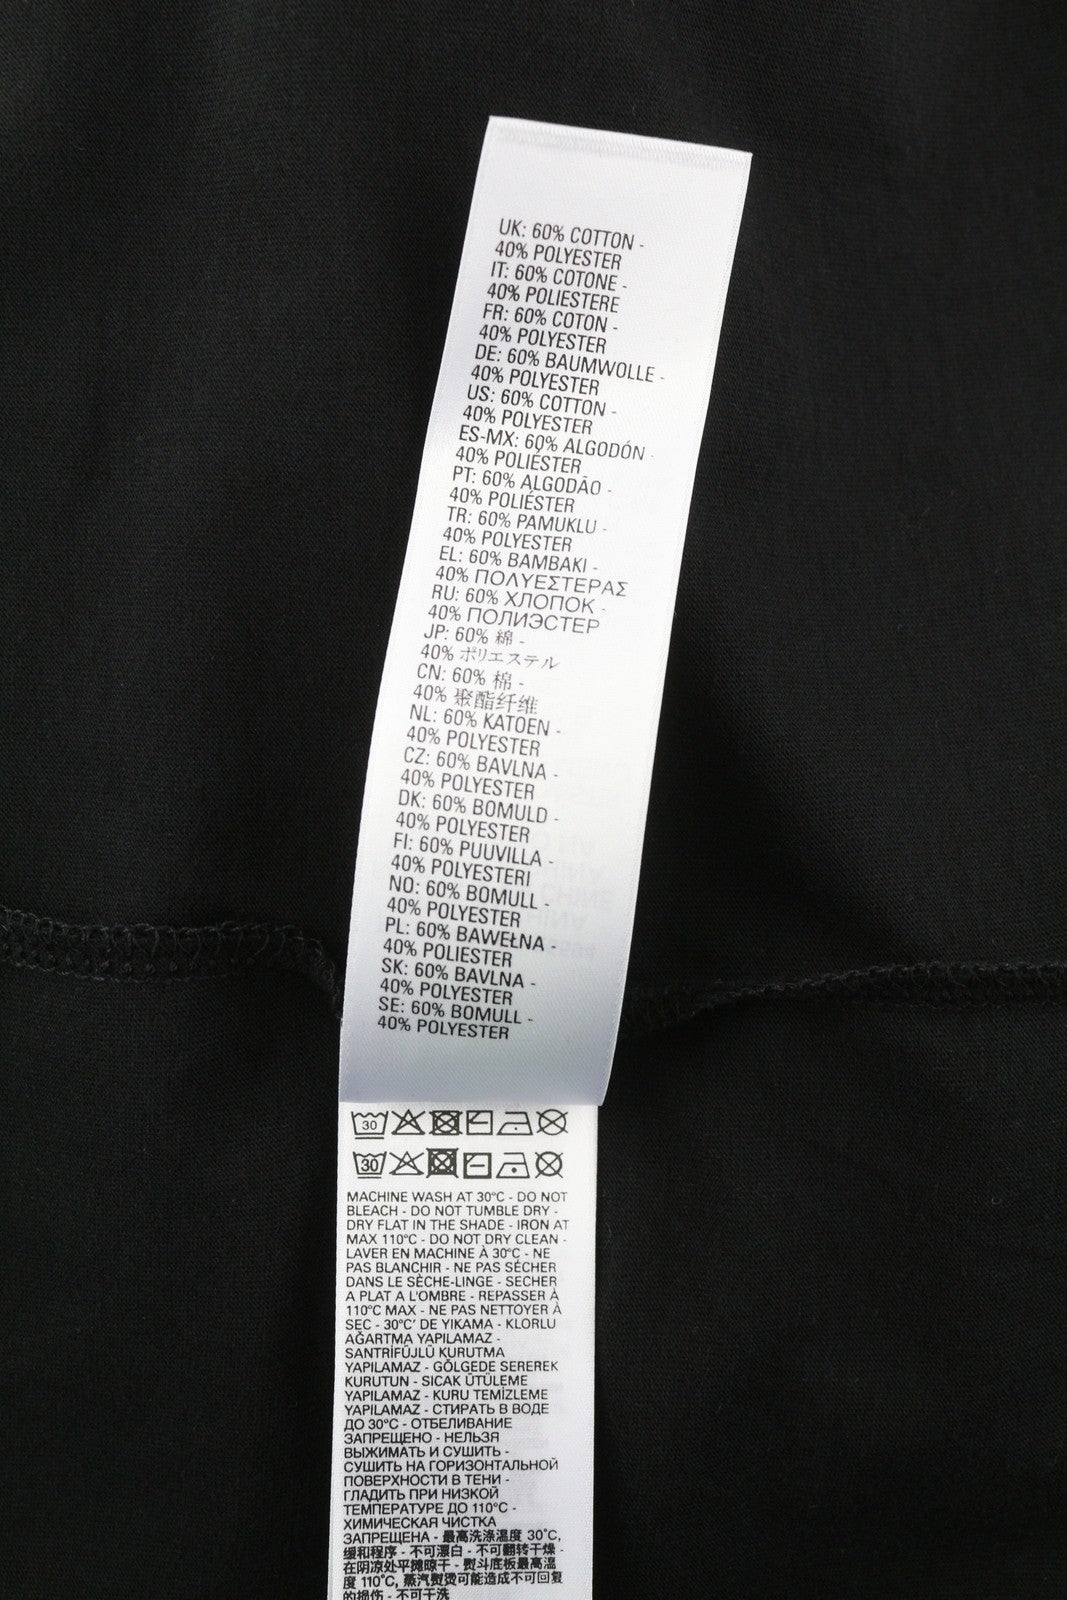 UK: 60% COTTON -
40% POLYESTER
IT: 60% COTONE -
40% POLIESTERE
FR: 60% COTON -
40% POLYESTER
DE: 60% BAUMWOLLE -
40% POLYESTER
US: 60% COTTON -
40% POLYESTER
ES-MX: 60% ALGODÓN -
40% POLIÉSTER
PT: 60% ALGODÃO -
40% POLIÉSTER
TR: 60% PAMUKLU -
40% POLYESTER
EL: 60% BAMBAKI -
40% ΠΟΛΥΕΣΤΕΡΑΣ
RU: 60% ХЛОПОК -
40% ПОЛИЭСТЕР
JP: 60% 綿 -
40% ポリエステル
CN: 60% 棉 -
40% 聚酯纤维
NL: 60% KATOEN -
40% POLYESTER
CZ: 60% BAVLNA -
40% POLYESTER
DK: 60% BOMULD -
40% POLYESTER
FI: 60% PUUVILLA -
40% POLYESTERI
NO: 60% BOMULL -
40% POLYESTER
PL: 60% BAWEŁNA -
40% POLIESTER
SK: 60% BAVLNA -
40% POLYESTER
SE: 60% BOMULL -
40% POLYESTER
30
30
MACHINE WASH AT 30°C - DO NOT
BLEACH - DO NOT TUMBLE DRY -
DRY FLAT IN THE SHADE - IRON AT
MAX 110°C - DO NOT DRY CLEAN -
LAVER EN MACHINE À 30°C - NE
PAS BLANCHIR - NE PAS SÉCHER
DANS LE SÈCHE-LINGE - SECHER
A PLAT A L'OMBRE - REPASSER À
110°C MAX - NE PAS NETTOYER À
SEC - 30°C' DE YIKAMA - KLORLU
AĞARTMA YAPILAMAZ -
SANTRİFÜJLÜ KURUTMA
YAPILAMAZ - GÖLGEDE SEREREK
KURUTUN - SICAK ÜTÜLEME
YAPILAMAZ - KURU TEMİZLEME
YAPILAMAZ - СТИРАТЬ В ВОДЕ
ДО 30°C - ОТБЕЛИВАНИЕ
ЗАПРЕЩЕНО - НЕЛЬЗЯ
ВЫЖИМАТЬ И СУШИТЬ -
СУШИТЬ НА ГОРИЗОНТАЛЬНОЙ
ПОВЕРХНОСТИ В ТЕНИ -
ГЛАДИТЬ ПРИ НИЗКОЙ
ТЕМПЕРАТУРЕ ДО 110°C -
ХИМИЧЕСКАЯ ЧИСТКА
ЗАПРЕЩЕНА - 最高洗涤温度 30°C,
缓和程序 - 不可漂白 - 不可翻转干燥 -
在阴凉处平摊晾干 - 熨斗底板最高温
度 110°C, 蒸汽熨烫可能造成不可回复
的损伤 - 不可干洗